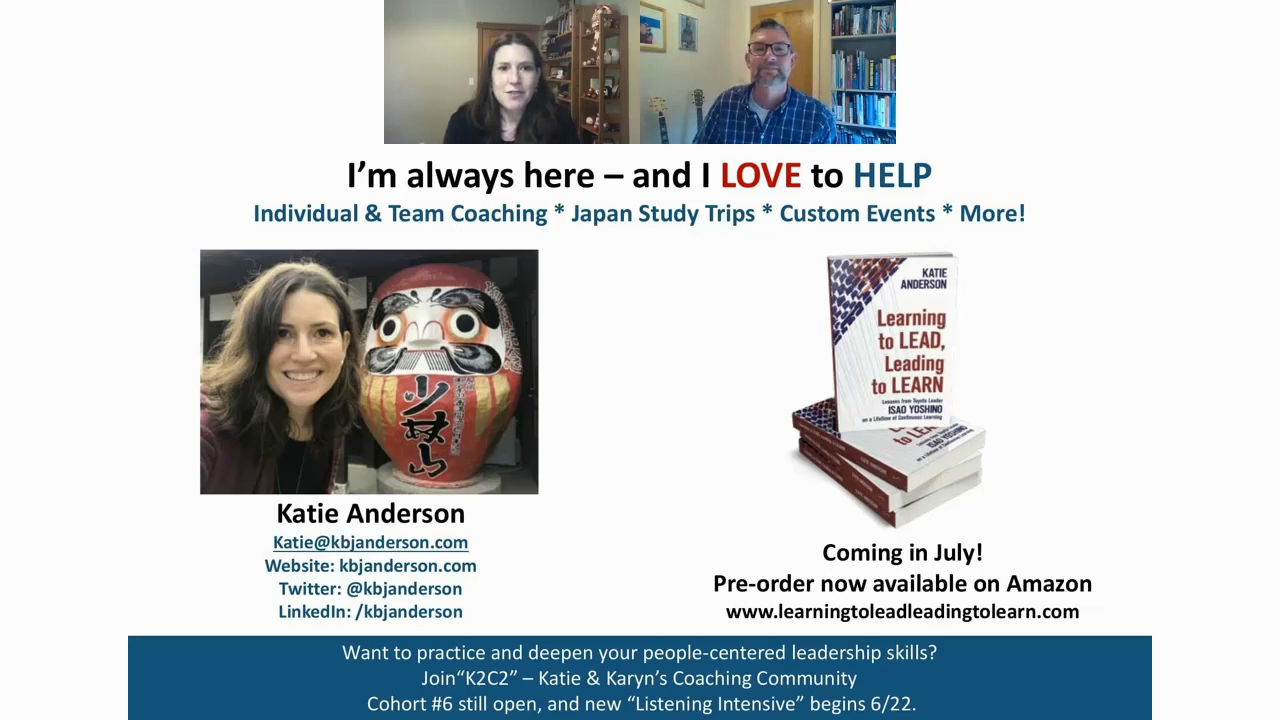 I'm always here – and I LOVE to HELP
Individual & Team Coaching * Japan Study Trips * Custom Events * More!
少林山
KATIE
ANDERSON
Learning
to LEAD,
Leading
to LEARN
Lessons from Toyota Leader
ISAO YOSHINO
on a Lifetime of Continuous Learning
Katie Anderson
Katie@kbjanderson.com
Website: kbjanderson.com
Twitter: @kbjanderson
LinkedIn: /kbjanderson
Coming in July!
Pre-order now available on Amazon
www.learningtoleadleadingtolearn.com
Want to practice and deepen your people-centered leadership skills?
Join“K2C2” – Katie & Karyn's Coaching Community
Cohort #6 still open, and new “Listening Intensive” begins 6/22.